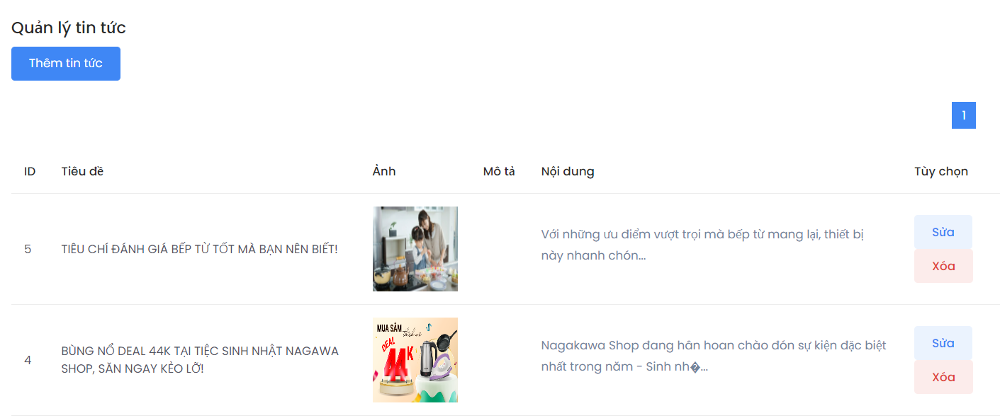 Quản lý tin tức
Thêm tin tức
1
ID Tiêu đề Ảnh Mô tả Nội dung Tùy chọn
5 TIÊU CHÍ ĐÁNH GIÁ BẾP TỪ TỐT MÀ BẠN NÊN BIẾT!
Với những ưu điểm vượt trọi mà bếp từ mang lại, thiết bị
này nhanh chón...
Sửa
Xóa
4
BÙNG NỔ DEAL 44K TẠI TIỆC SINH NHẬT NAGAWA
SHOP, SĂN NGAY KẺO LỠ!
MUA SẮM
DEAL
44K
Nagakawa Shop đang hân hoan chào đón sự kiện đặc biệt
nhất trong năm - Sinh nh�...
Sửa
Xóa